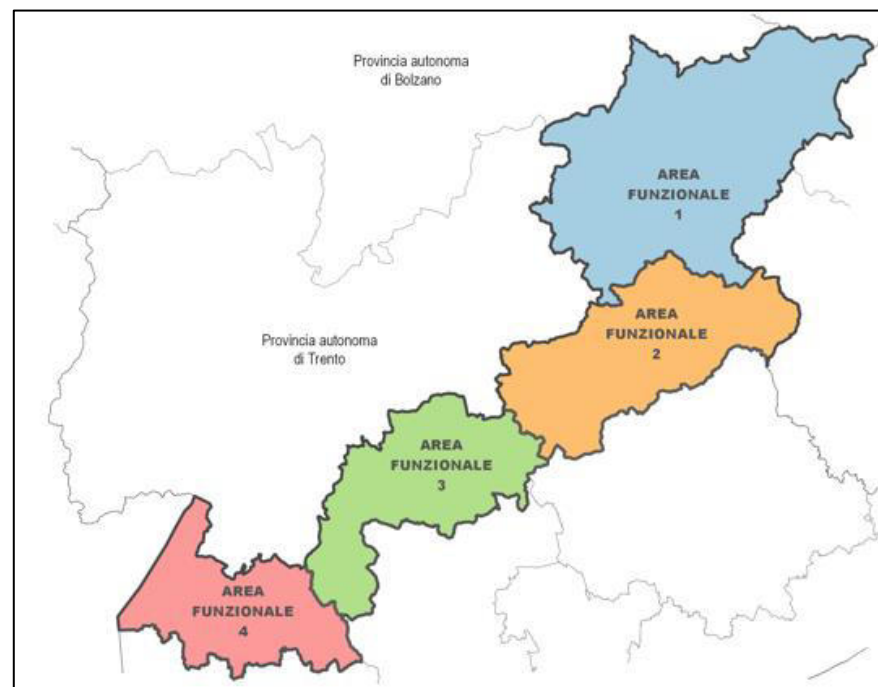 Provincia autonoma
di Bolzano
AREA
FUNZIONALE
1
AREA
FUNZIONALE
2
Provincia autonoma
di Trento
AREA
FUNZIONALE
3
AREA
FUNZIONALE
4